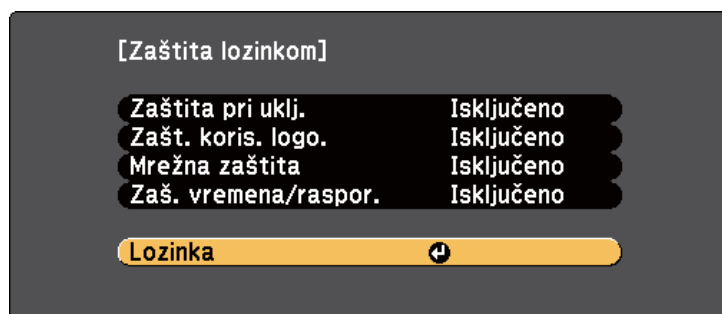 [Zaštita lozinkom]
Zaštita pri uklj. Isključeno
Zašt. koris. logo. Isključeno
Mrežna zaštita Isključeno
Zaš. vremena/raspor. Isključeno
Lozinka